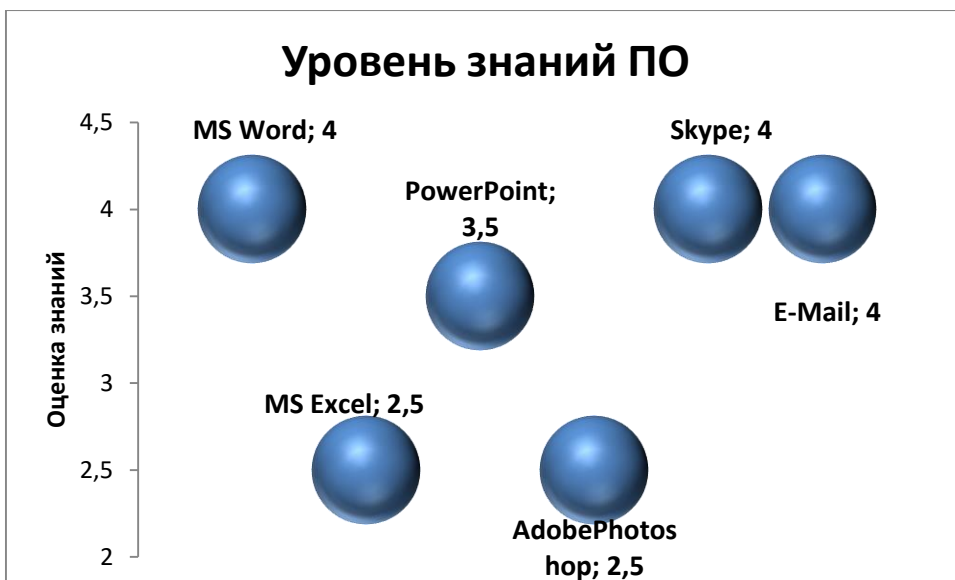 Уровень знаний ПО
4,5
MS Word; 4
Skype; 4
PowerPoint;
3,5
4
3,5
E-Mail; 4
Оценка знаний
3
MS Excel; 2,5
2,5
AdobePhotos
hop; 2,5
2